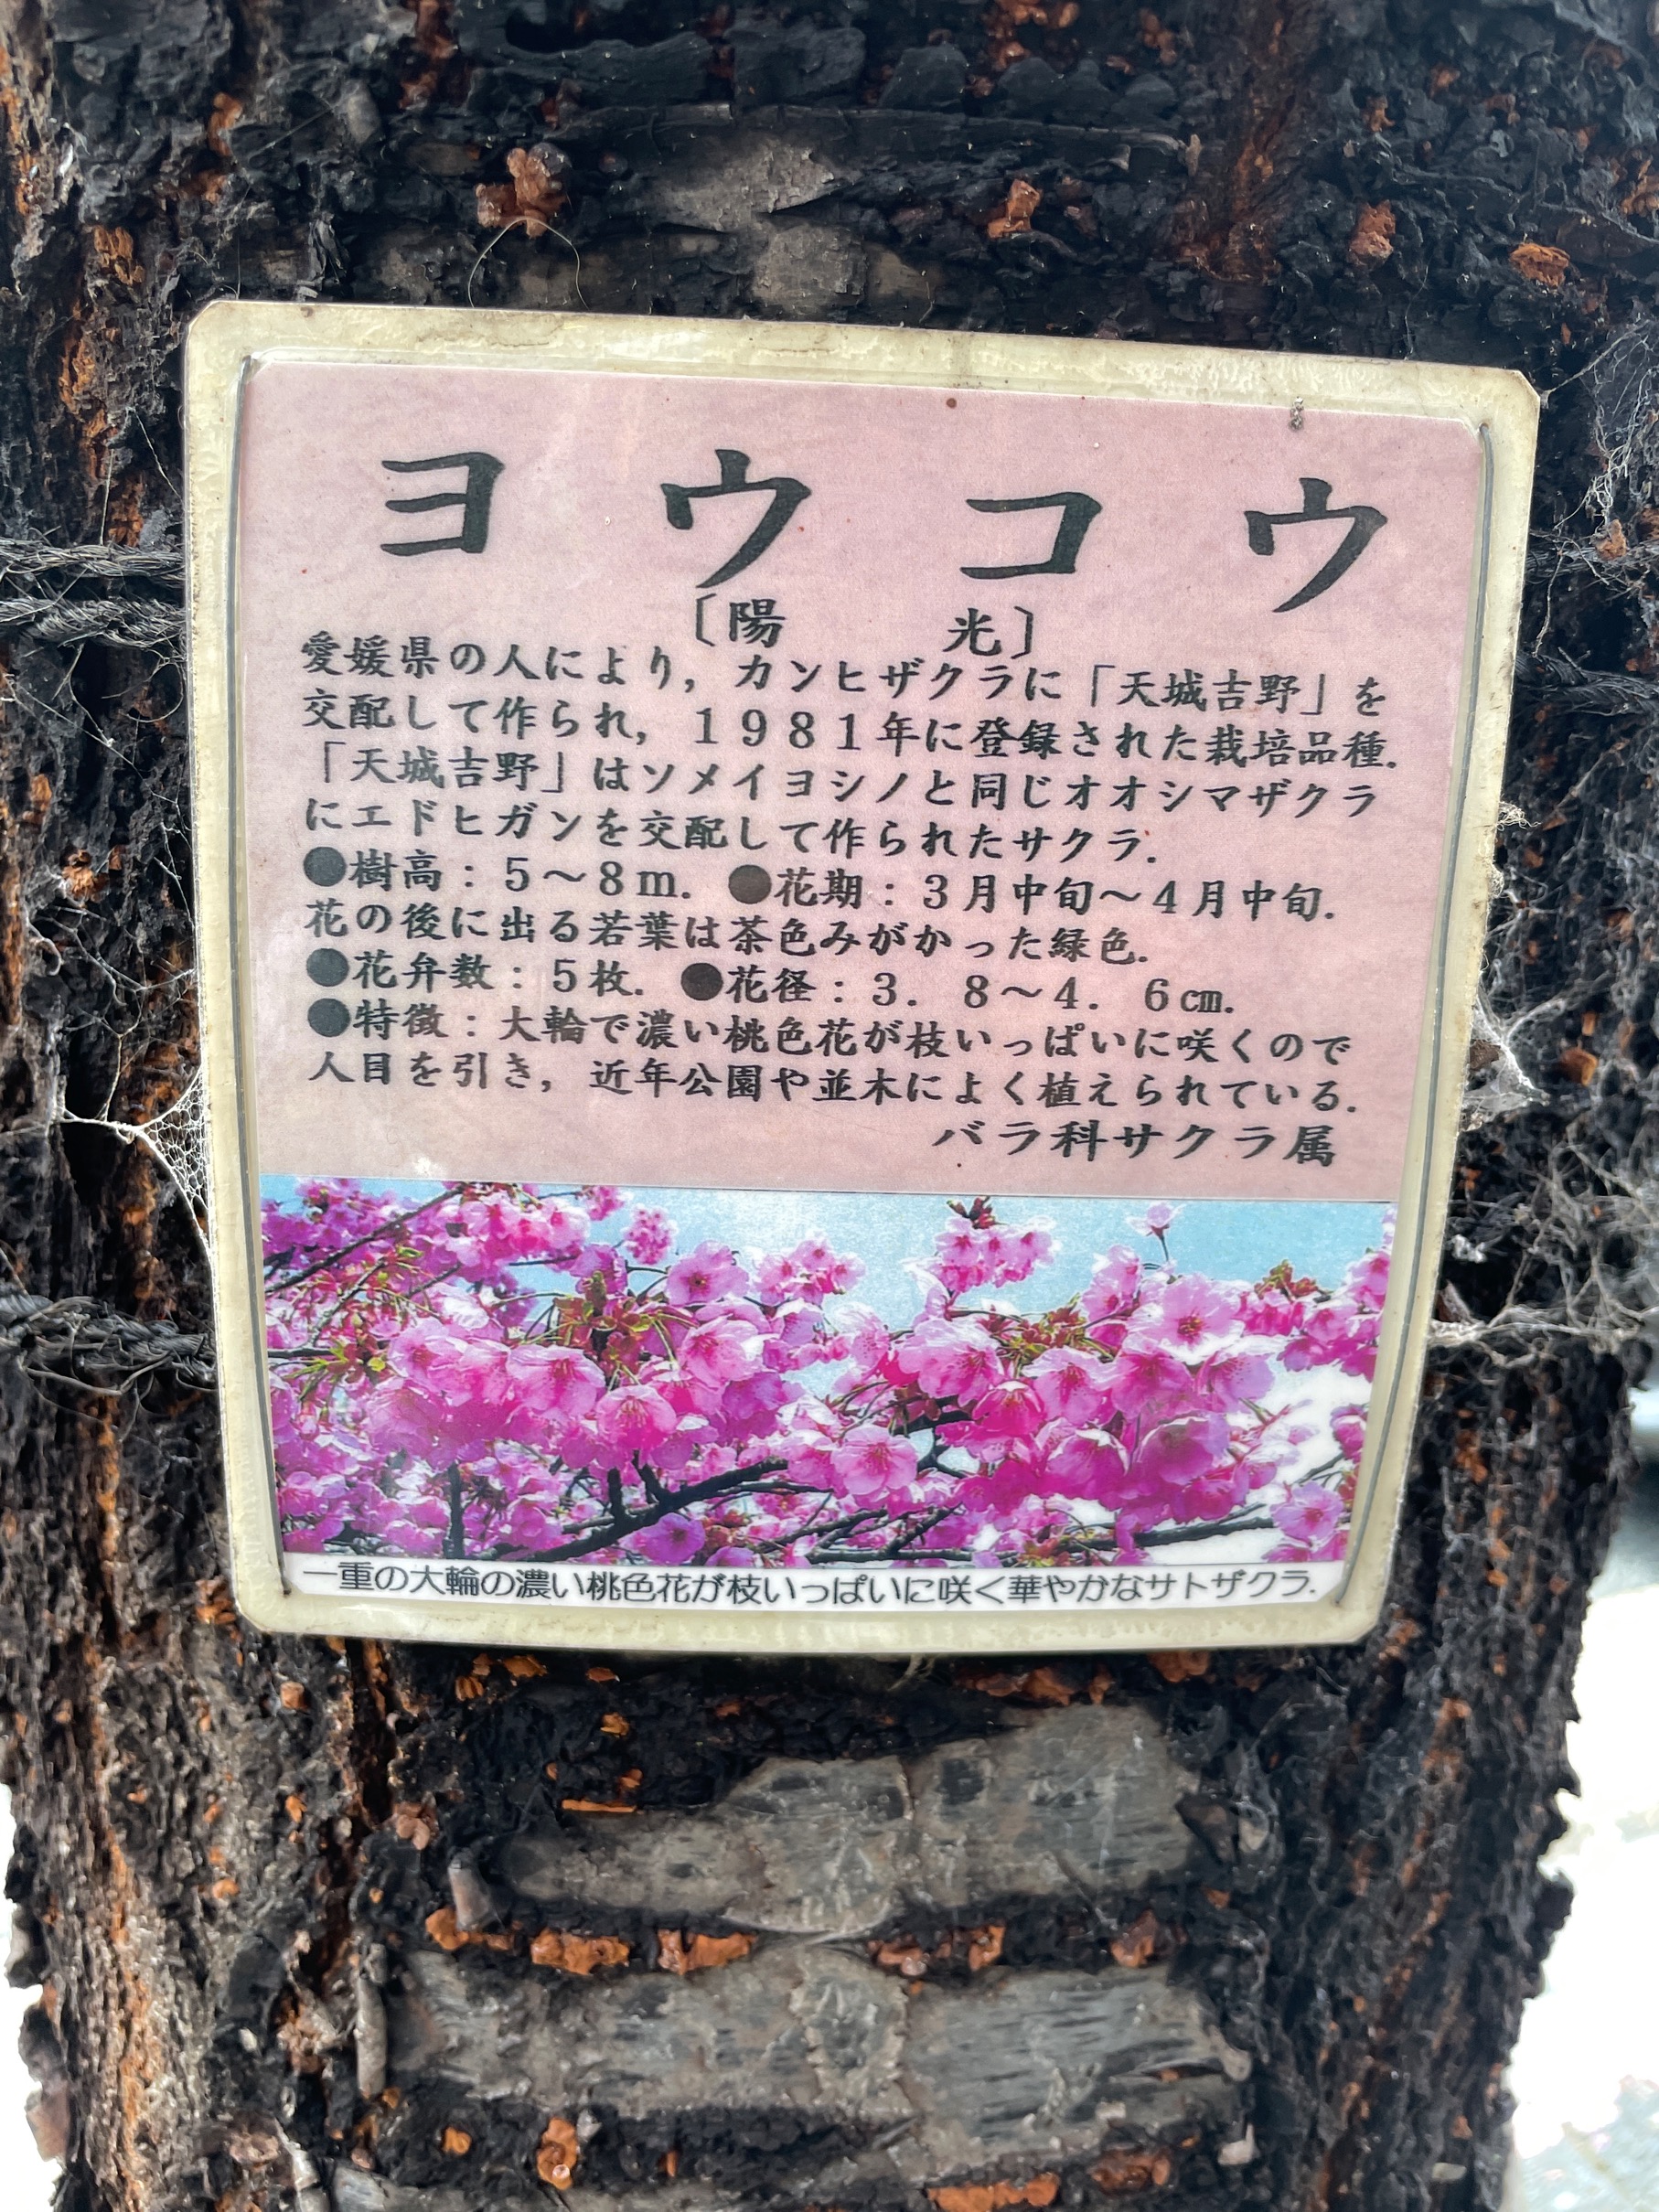 ヨウコウ
〔陽　光〕
愛媛県の人により，カンヒザクラに「天城吉野」を
交配して作られ，１９８１年に登録された栽培品種．
「天城吉野」はソメイヨシノと同じオオシマザクラ
にエドヒガンを交配して作られたサクラ．
●樹高：５～８ｍ．●花期：３月中旬～４月中旬．
花の後に出る若葉は茶色みがかった緑色．
●花弁数：５枚．●花径：３．８～４．６㎝．
●特徴：大輪で濃い桃色花が枝いっぱいに咲くので
人目を引き，近年公園や並木によく植えられている．
バラ科サクラ属
一重の大輪の濃い桃色花が枝いっぱいに咲く華やかなサトザクラ．